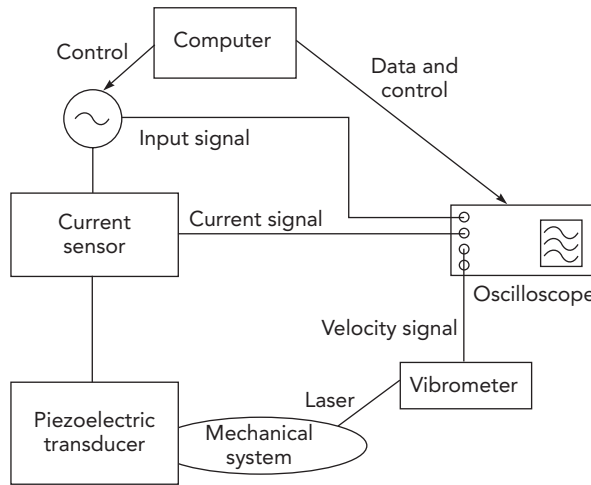 Computer
Control
Data and
control
Input signal
Current
sensor
Current signal
Oscilloscope
Velocity signal
Vibrometer
Laser
Piezoelectric
transducer
Mechanical
system